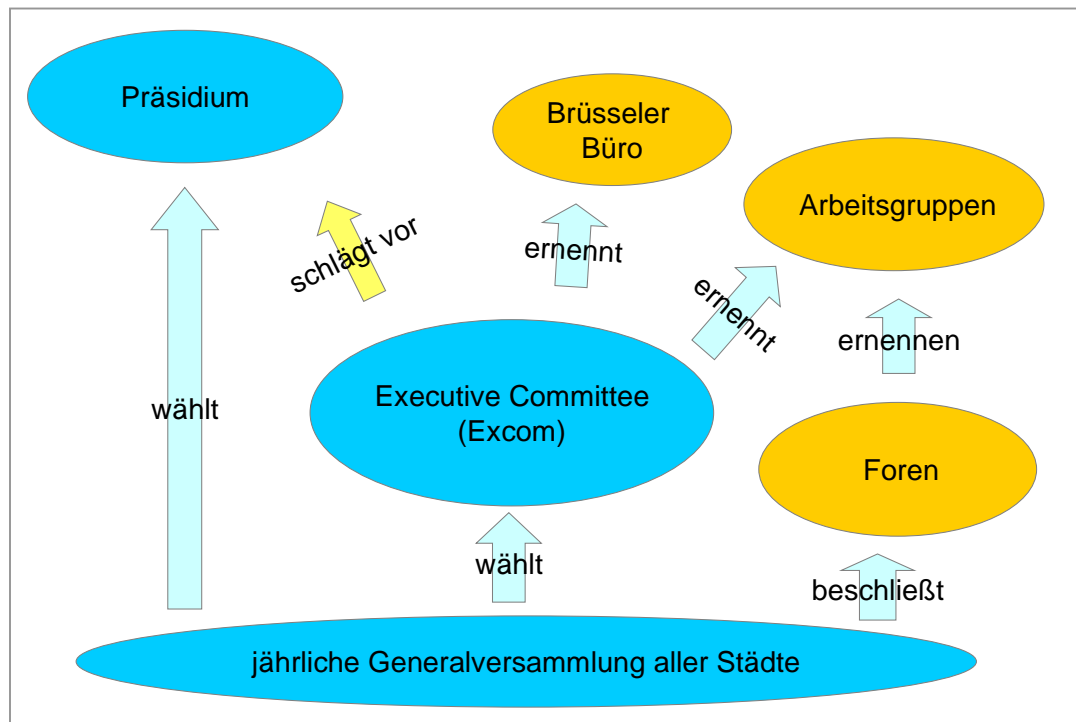 Präsidium
Brüsseler
Büro
Arbeitsgruppen
schlägt vor
ernennt
ernennt
ernennen
wählt
Executive Committee
(Excom)
Foren
wählt
beschließt
jährliche Generalversammlung aller Städte